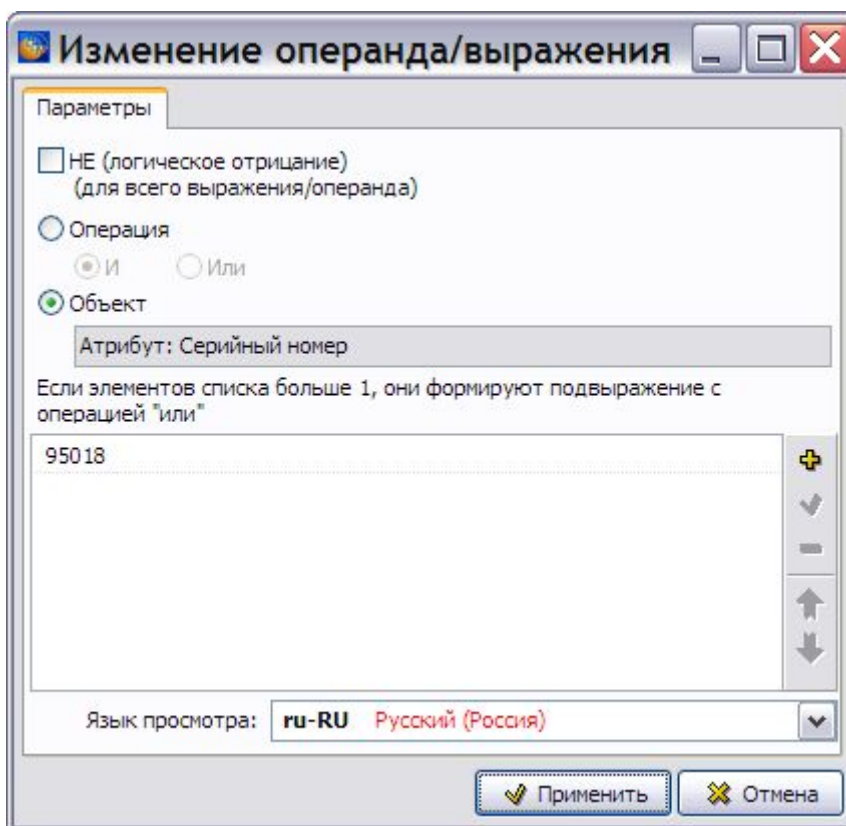 Изменение операнда/выражения
Параметры
НЕ (логическое отрицание)
(для всего выражения/операнда)
Операция
И Или
Объект
Атрибут: Серийный номер
Если элементов списка больше 1, они формируют подвыражение с
операцией "или"
95018
Язык просмотра: ru-RU Русский (Россия)
Применить Отмена